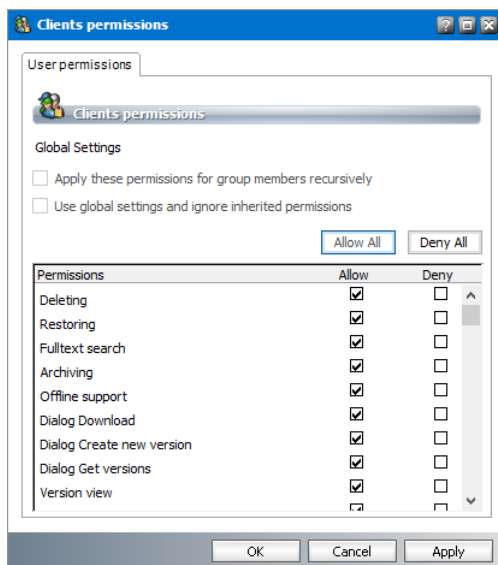 Clients permissions
User permissions
Clients permissions
Global Settings
Apply these permissions for group members recursively
Use global settings and ignore inherited permissions
Allow All Deny All
Permissions Allow Deny
Deleting
Restoring
Fulltext search
Archiving
Offline support
Dialog Download
Dialog Create new version
Dialog Get versions
Version view
OK Cancel Apply